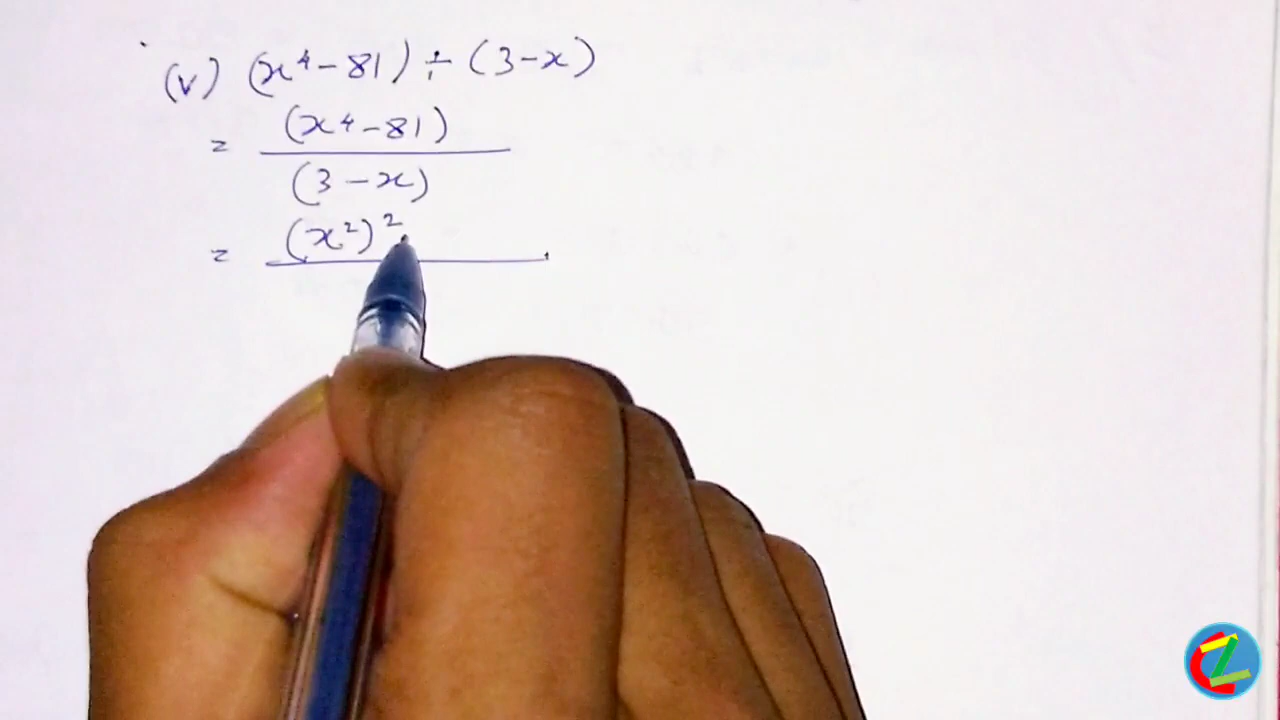 (v) (x⁴ - 81) ÷ (3 - x)
= (x⁴ - 81)
(3 - x)
= (x²)²